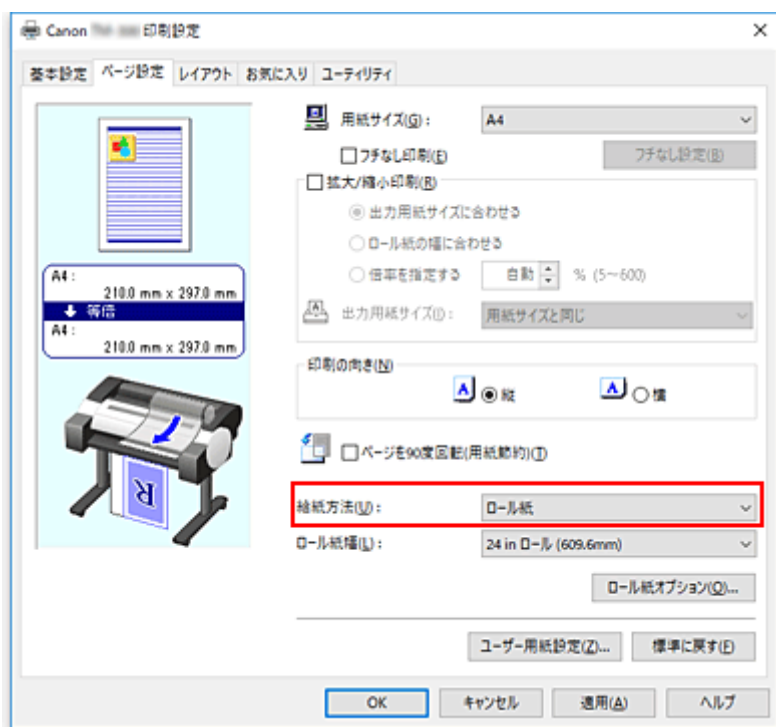 Canon 印刷設定
基本設定 ページ設定 レイアウト お気に入り ユーティリティ
用紙サイズ(G): A4
フチなし印刷(E) フチなし設定(B)
拡大/縮小印刷(R)
出力用紙サイズに合わせる
ロール紙の幅に合わせる
倍率を指定する 自動 % (5～600)
出力用紙サイズ(I): 用紙サイズと同じ
A4:
210.0 mm x 297.0 mm
等倍
A4:
210.0 mm x 297.0 mm
R
印刷の向き(N)
A 縦 A 横
ページを90度回転(用紙節約)(T)
給紙方法(U): ロール紙
ロール紙幅(L): 24 in ロール (609.6mm)
ロール紙オプション(O)...
ユーザー用紙設定(Z)... 標準に戻す(F)
OK キャンセル 適用(A) ヘルプ